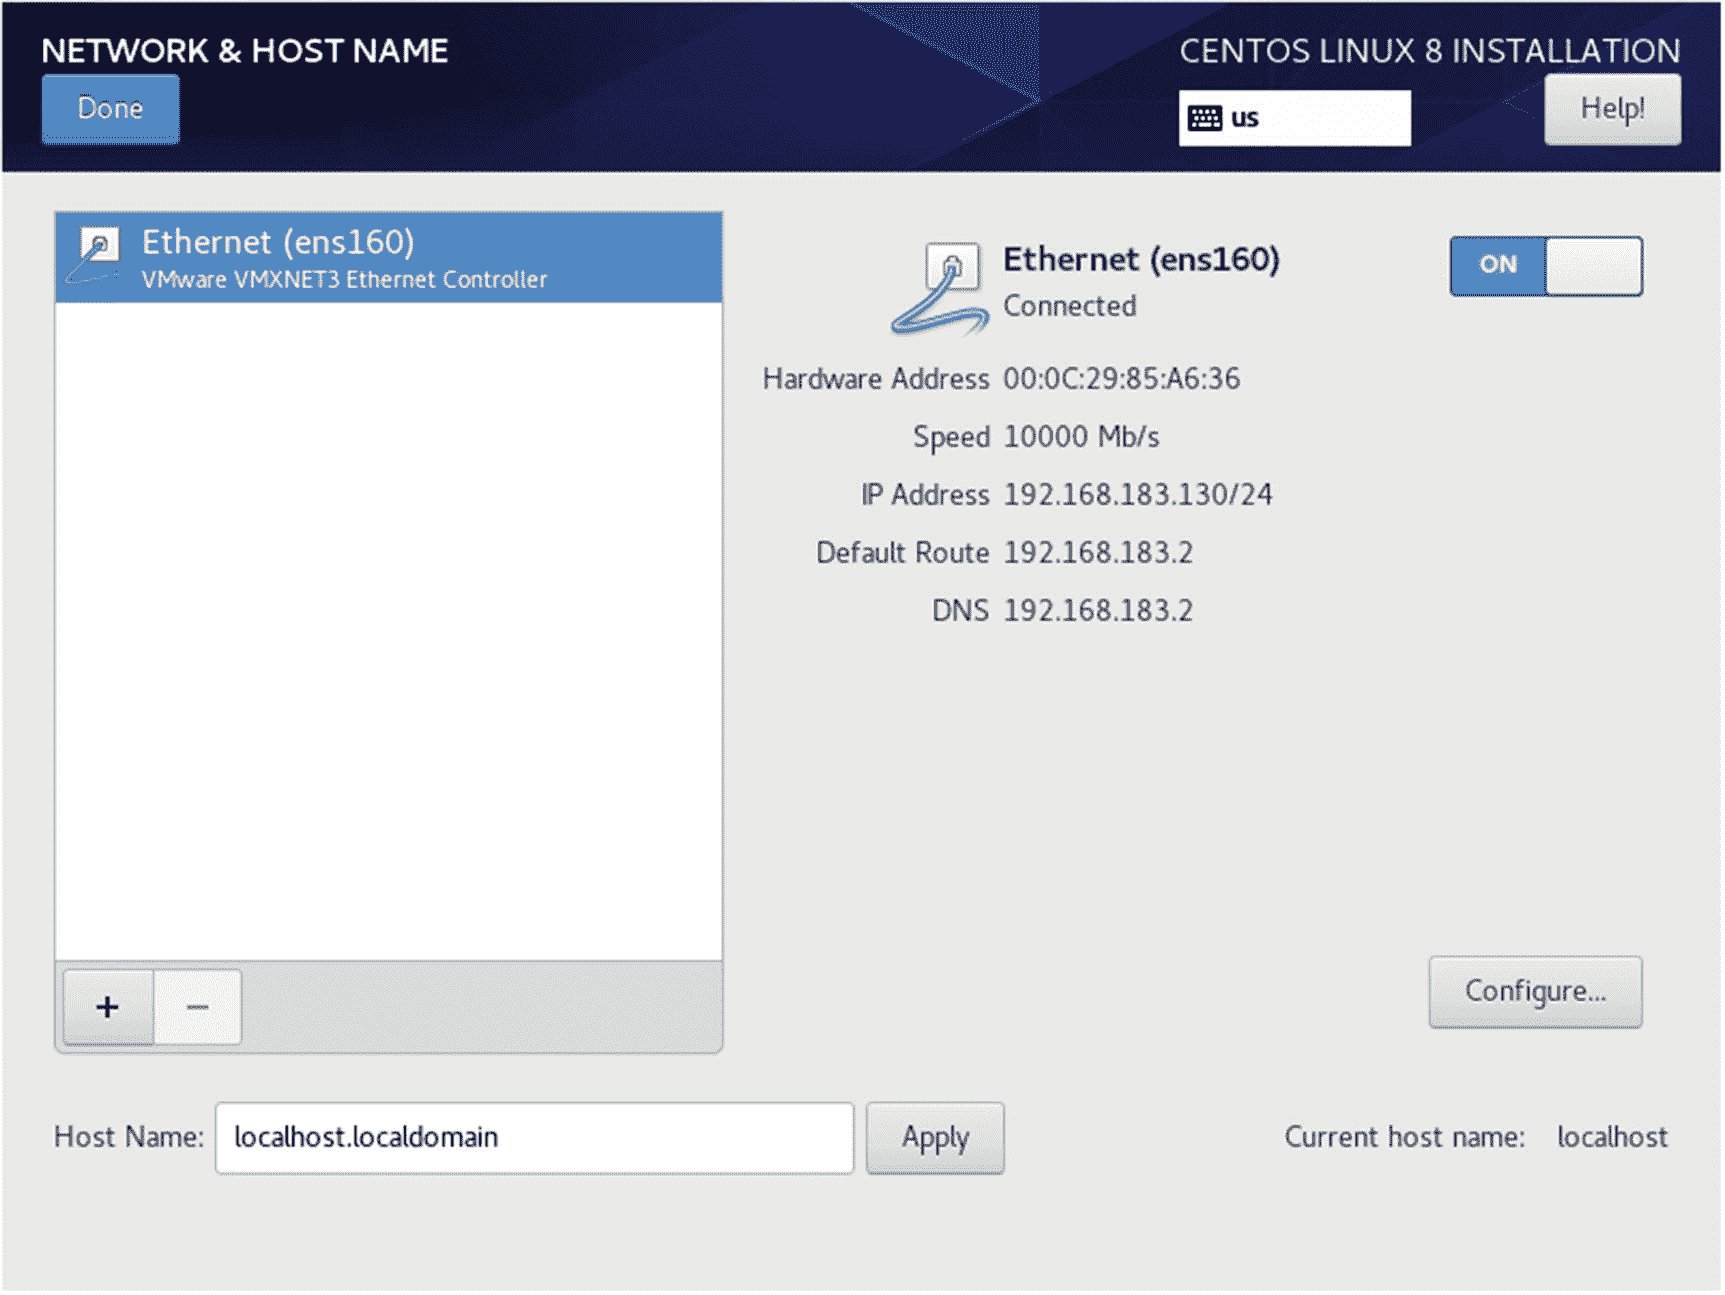 NETWORK & HOST NAME
CENTOS LINUX 8 INSTALLATION
Done
us
Help!
Ethernet (ens160)
VMware VMXNET3 Ethernet Controller
Ethernet (ens160)
Connected
ON
Hardware Address 00:0C:29:85:A6:36
Speed 10000 Mb/s
IP Address 192.168.183.130/24
Default Route 192.168.183.2
DNS 192.168.183.2
+ −
Configure...
Host Name: localhost.localdomain Apply Current host name: localhost